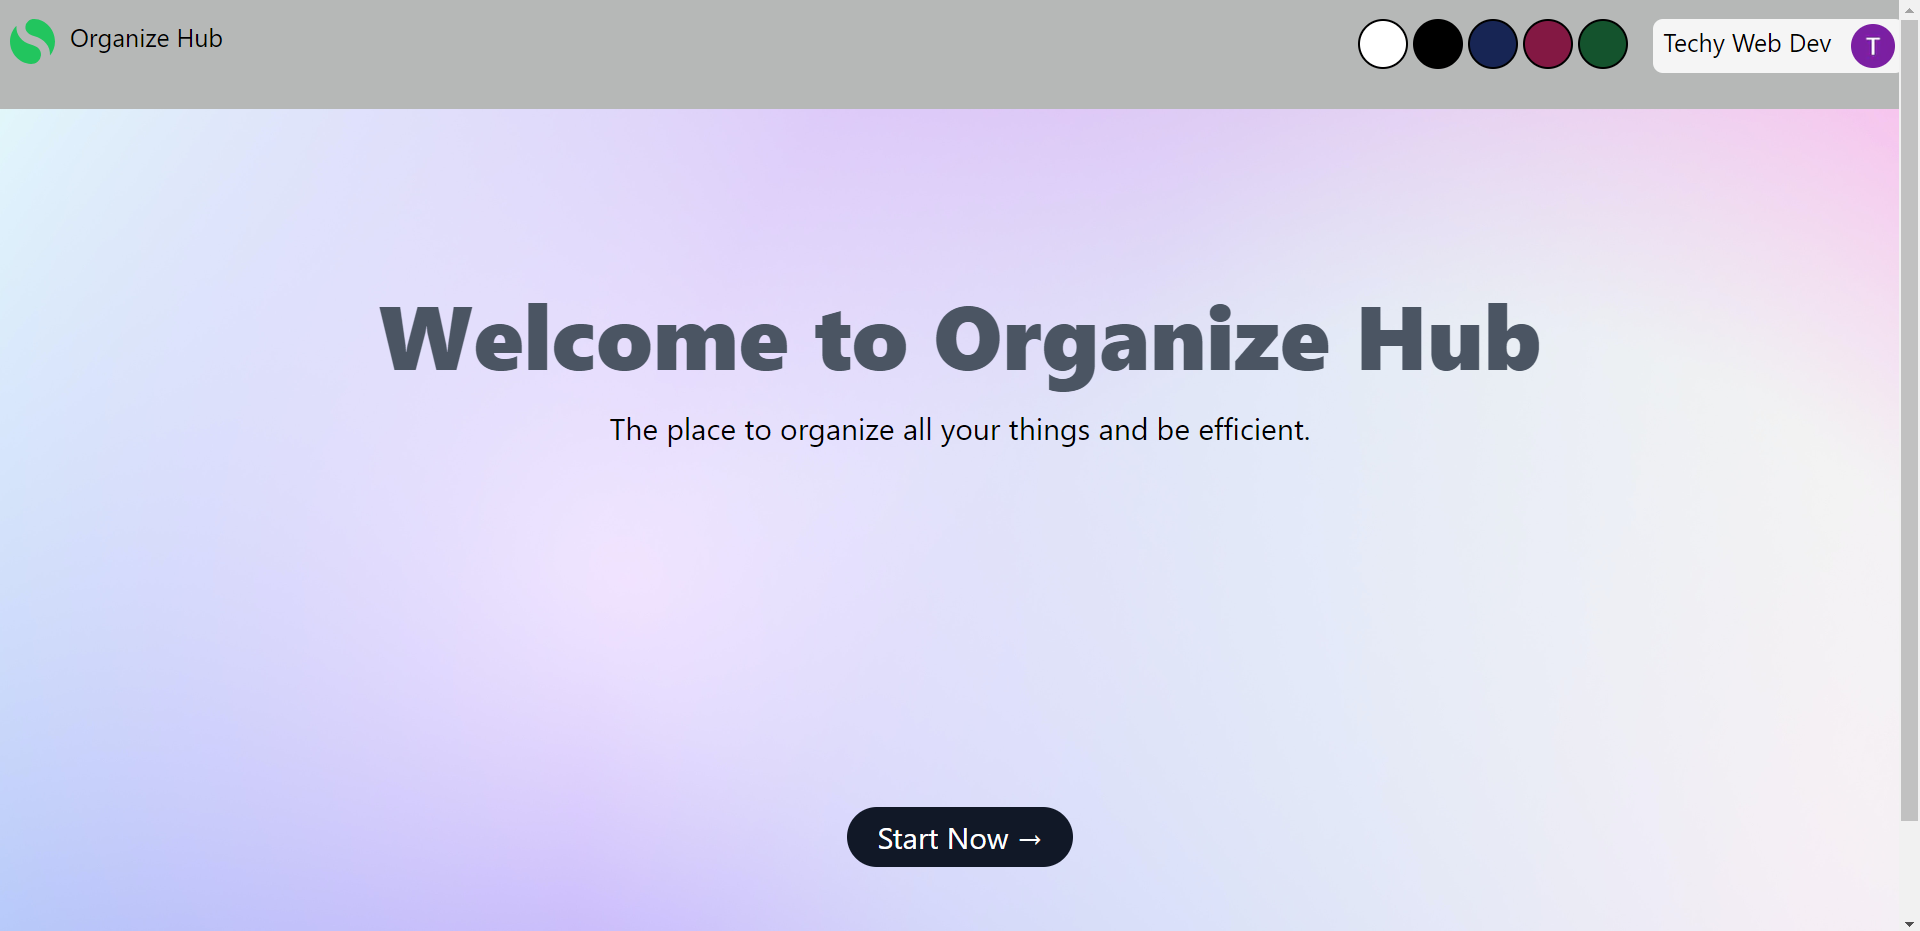 Organize Hub
Techy Web Dev
T
Welcome to Organize Hub
The place to organize all your things and be efficient.
Start Now →